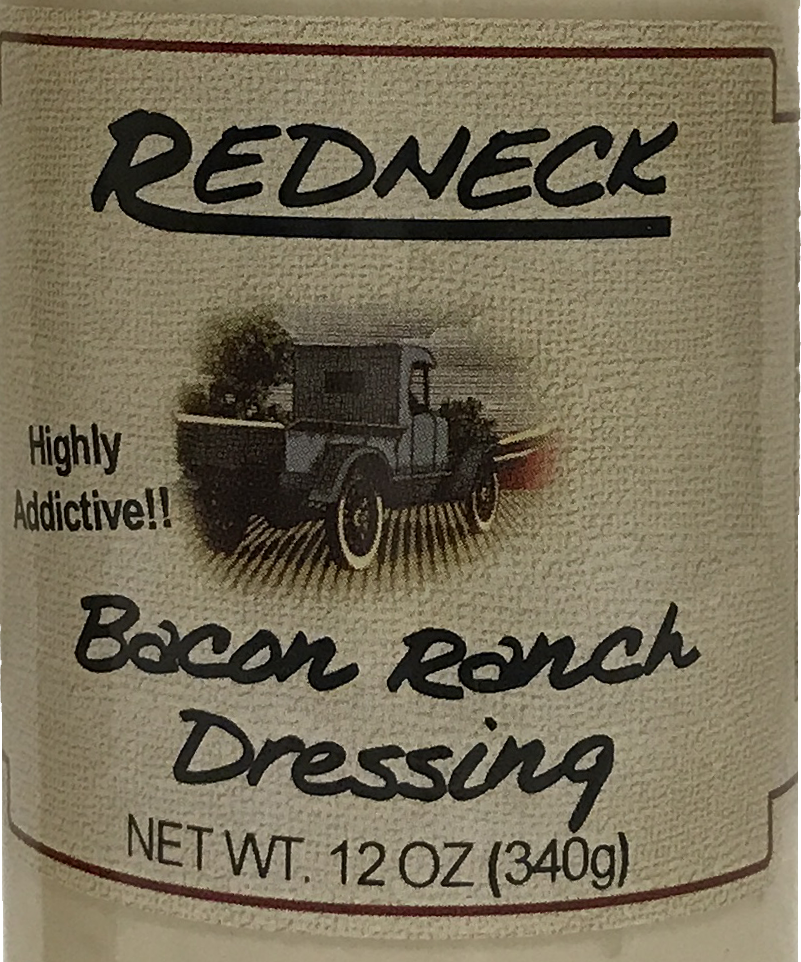 REDNECK
Highly
Addictive!!
Bacon Ranch
Dressing
NET WT. 12 OZ (340g)